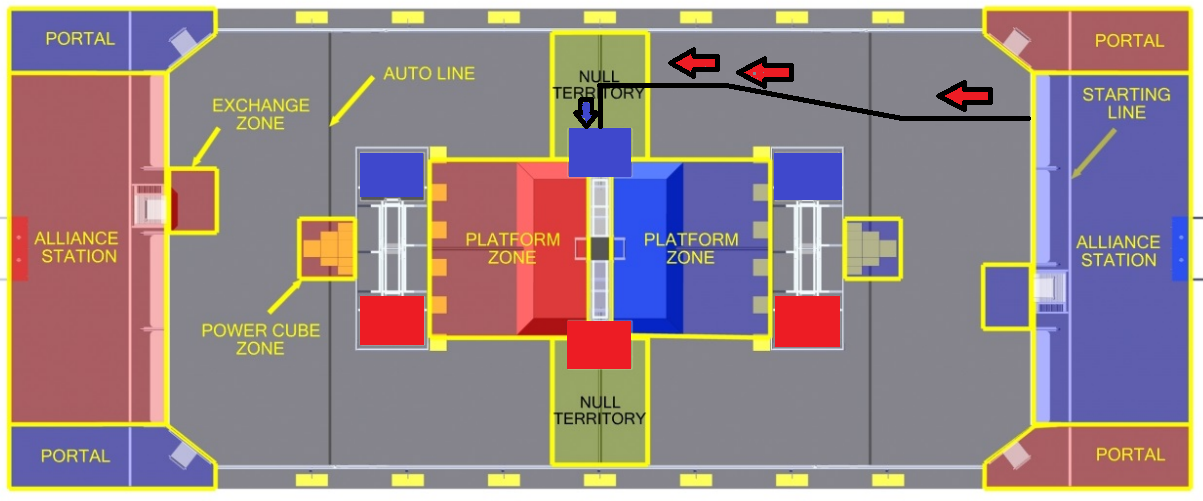 PORTAL
PORTAL
AUTO LINE
NULL
TERRITORY
EXCHANGE
ZONE
STARTING
LINE
ALLIANCE
STATION
PLATFORM
ZONE
PLATFORM
ZONE
ALLIANCE
STATION
POWER CUBE
ZONE
NULL
TERRITORY
PORTAL
PORTAL